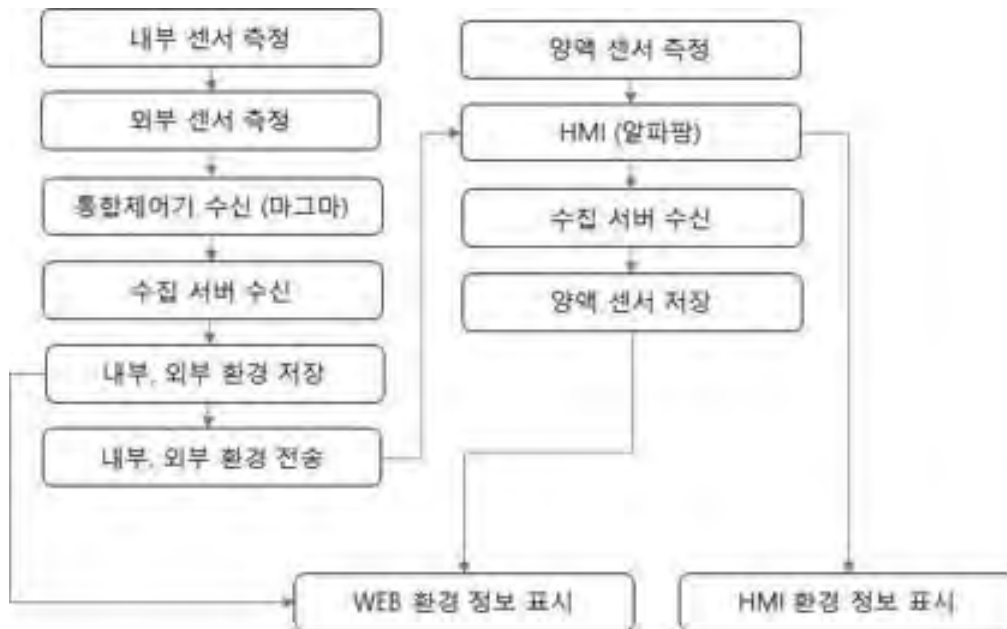 내부 센서 측정
외부 센서 측정
통합제어기 수신 (마그마)
수집 서버 수신
내부, 외부 환경 저장
내부, 외부 환경 전송
양액 센서 측정
HMI (알파팜)
수집 서버 수신
양액 센서 저장
WEB 환경 정보 표시
HMI 환경 정보 표시